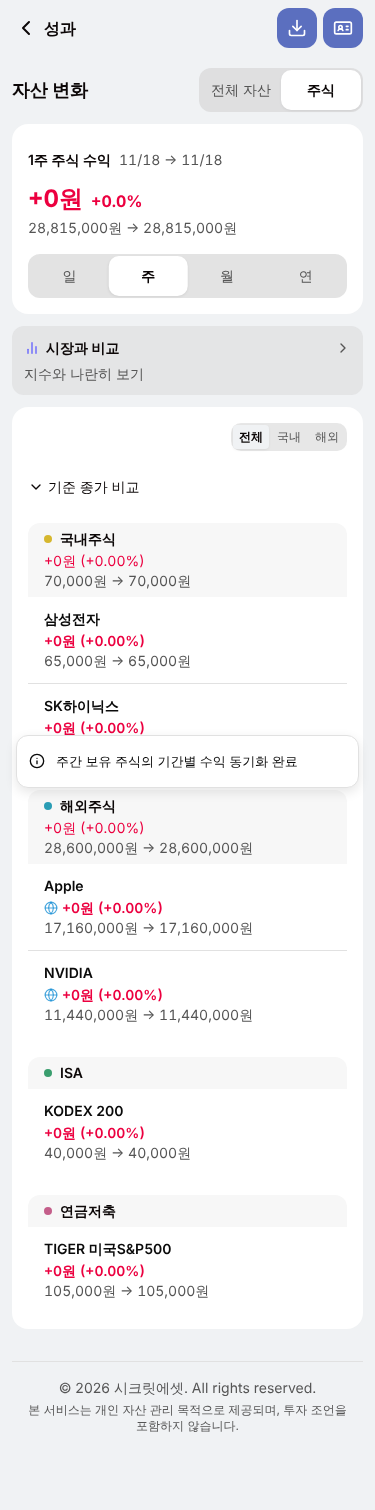 성과
자산 변화
전체 자산 주식
1주 주식 수익 11/18 → 11/18
+0원 +0.0%
28,815,000원 → 28,815,000원
일 주 월 연
시장과 비교
지수와 나란히 보기
전체 국내 해외
기준 종가 비교
국내주식
+0원 (+0.00%)
70,000원 → 70,000원
삼성전자
+0원 (+0.00%)
65,000원 → 65,000원
SK하이닉스
+0원 (+0.00%)
주간 보유 주식의 기간별 수익 동기화 완료
해외주식
+0원 (+0.00%)
28,600,000원 → 28,600,000원
Apple
+0원 (+0.00%)
17,160,000원 → 17,160,000원
NVIDIA
+0원 (+0.00%)
11,440,000원 → 11,440,000원
ISA
KODEX 200
+0원 (+0.00%)
40,000원 → 40,000원
연금저축
TIGER 미국S&P500
+0원 (+0.00%)
105,000원 → 105,000원
© 2026 시크릿에셋. All rights reserved.
본 서비스는 개인 자산 관리 목적으로 제공되며, 투자 조언을
포함하지 않습니다.